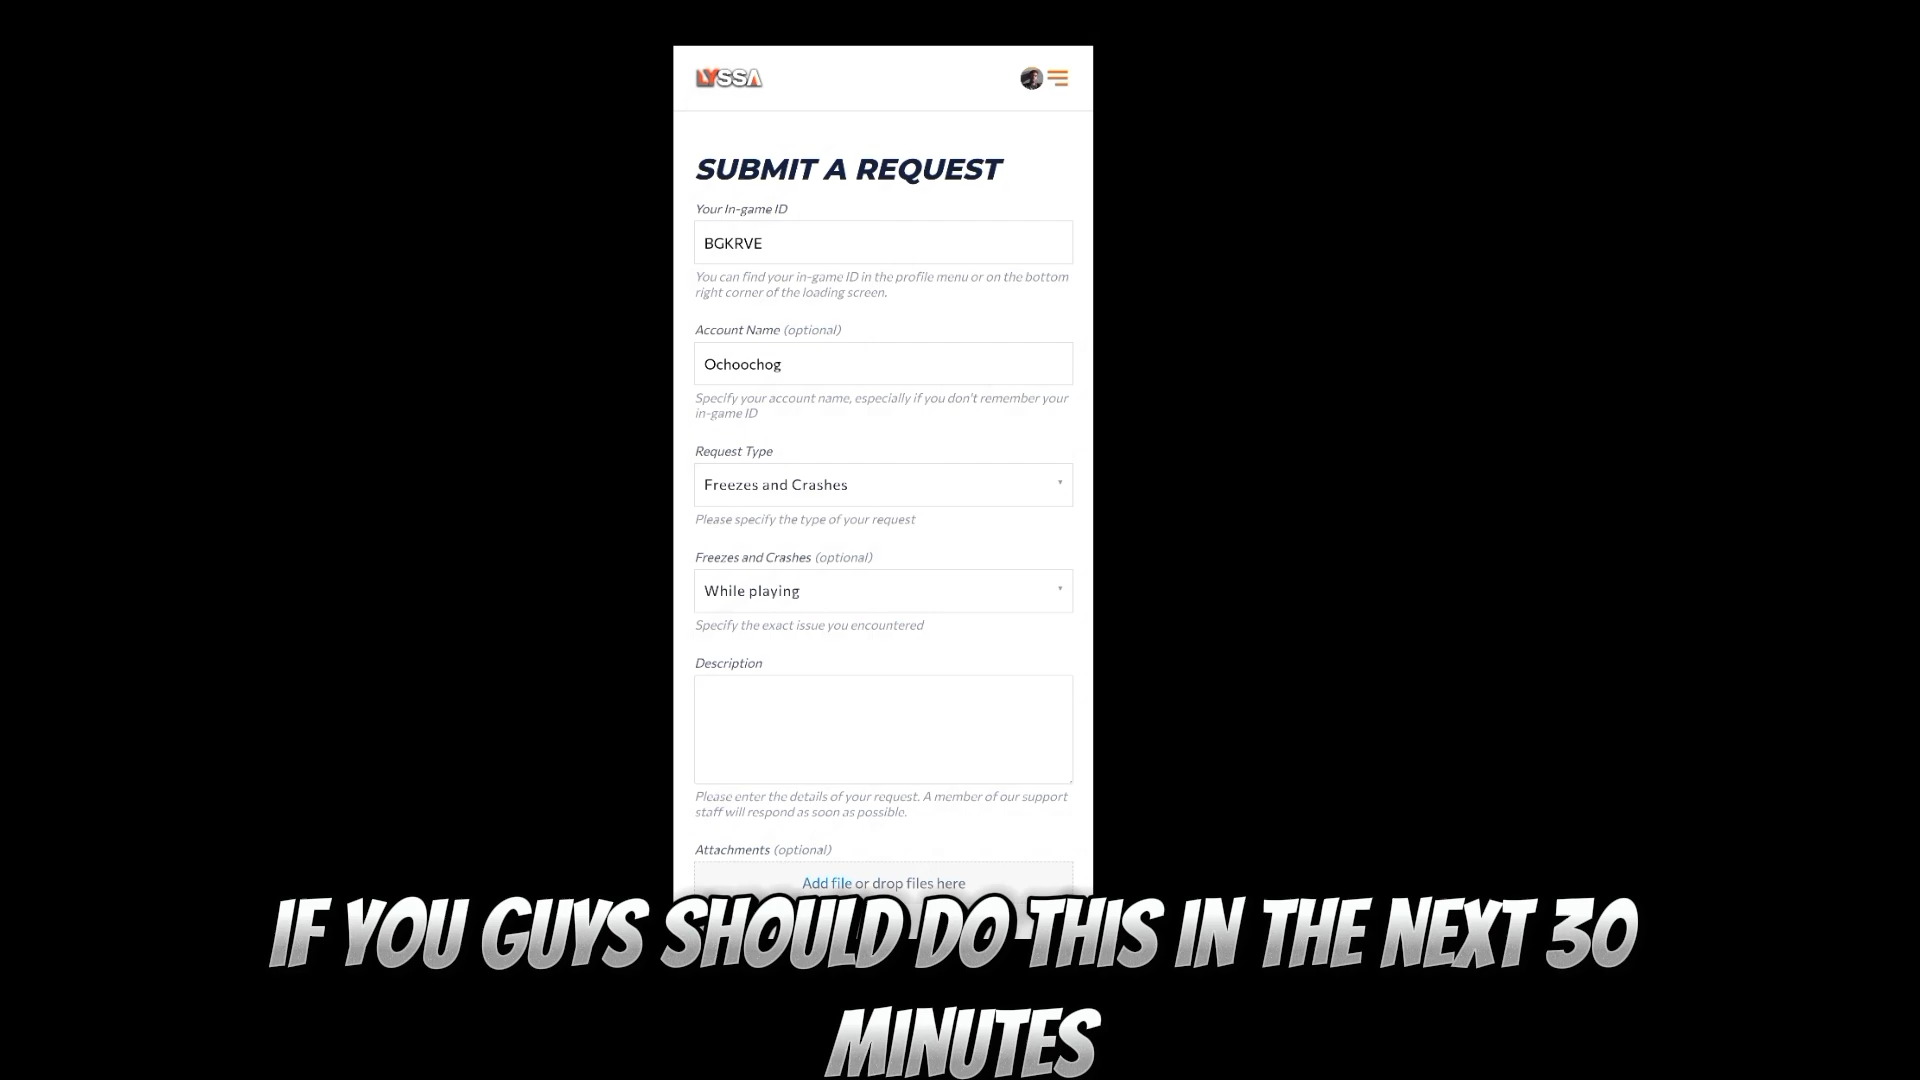 LYSSA
SUBMIT A REQUEST
Your In-game ID
BGKRVE
You can find your in-game ID in the profile menu or on the bottom
right corner of the loading screen.
Account Name (optional)
Ochoochog
Specify your account name, especially if you don't remember your
in-game ID
Request Type
Freezes and Crashes
Please specify the type of your request
Freezes and Crashes (optional)
While playing
Specify the exact issue you encountered
Description
Please enter the details of your request. A member of our support
staff will respond as soon as possible.
Attachments (optional)
Add file or drop files here
IF YOU GUYS SHOULD DO THIS IN THE NEXT 30
MINUTES